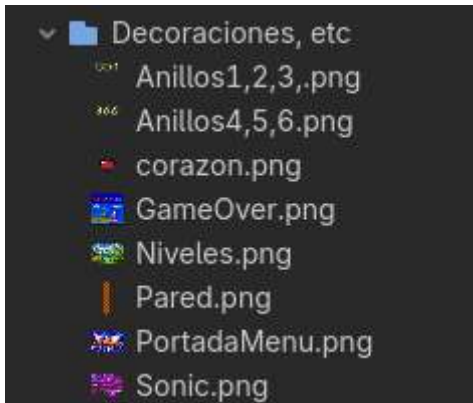 Decoraciones, etc
Anillos1,2,3,.png
Anillos4,5,6.png
corazon.png
GameOver.png
Niveles.png
Pared.png
PortadaMenu.png
Sonic.png